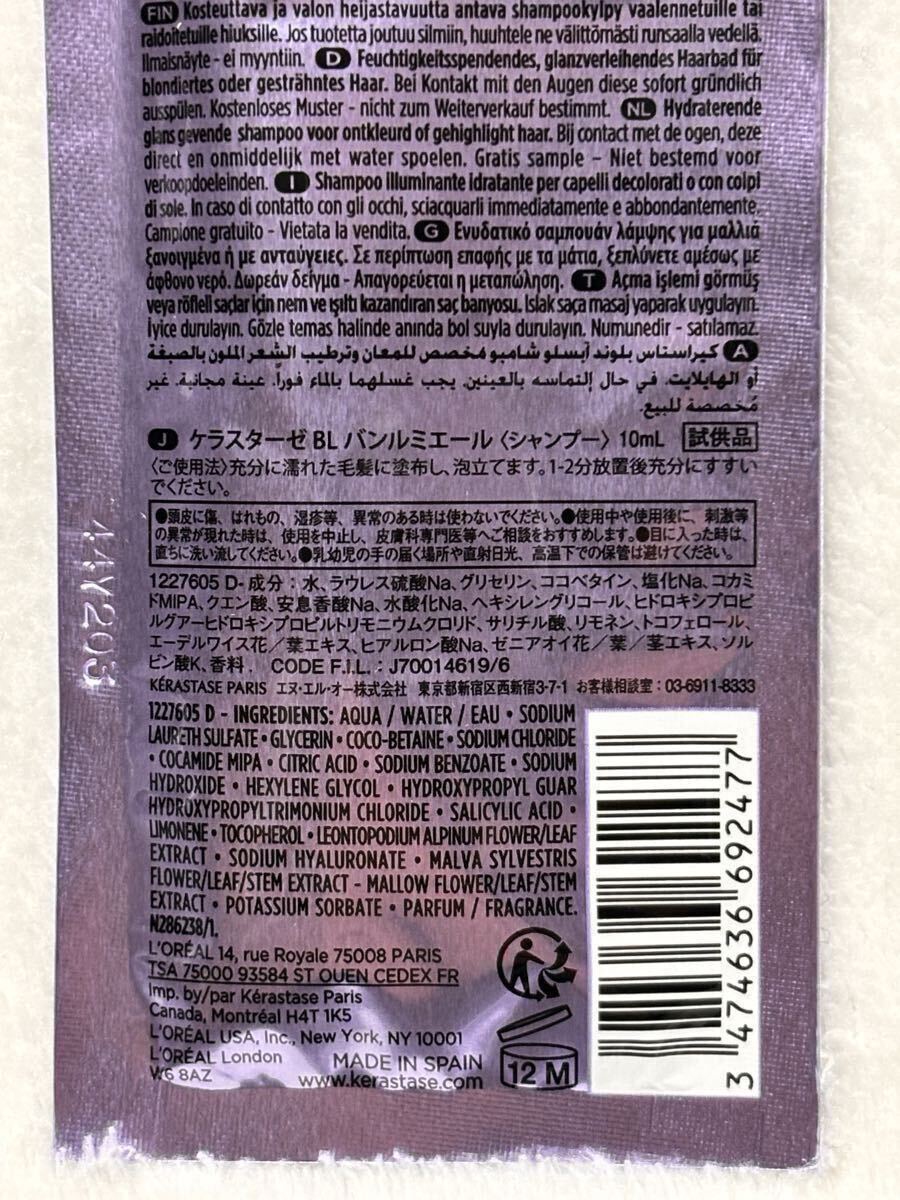 FIN Kosteuttava ja valon heijastavuutta antava shampookylpy vaalennetuille tai
raidoitetuille hiuksille. Jos tuotetta joutuu silmiin, huuhtele ne välittömästi runsaalla vedellä.
Ilmaisnäyte - ei myyntiin. D Feuchtigkeitsspendendes, glanzverleihendes Haarbad für
blondiertes oder gesträhntes Haar. Bei Kontakt mit den Augen diese sofort gründlich
ausspülen. Kostenloses Muster - nicht zum Weiterverkauf bestimmt. NL Hydraterende
glans gevende shampoo voor ontkleurd of gehighlight haar. Bij contact met de ogen, deze
direct en onmiddelijk met water spoelen. Gratis sample – Niet bestemd voor
verkoopdoeleinden. I Shampoo illuminante idratante per capelli decolorati o con colpi
di sole. In caso di contatto con gli occhi, sciacquarli immediatamente e abbondantemente.
Campione gratuito - Vietata la vendita. G Ενυδατικό σαμπουάν λάμψης για μαλλιά
ξανοιγμένα ή με ανταύγειες. Σε περίπτωση επαφής με τα μάτια, ξεπλύνετε αμέσως με
άφθονο νερό. Δωρεάν δείγμα - Απαγορεύεται η μεταπώληση. T Açma işlemi görmüş
veya röfleli saçlar için nem ve ışıltı kazandıran saç banyosu. Islak saça masaj yaparak uygulayın.
İyice durulayın. Gözle temas halinde anında bol suyla durulayın. Numunedir - satılamaz.
A كيراستاس بلوند أبسلو شامبو مخصص للمعان وترطيب الشعر الملون بالصبغة
أو الهايلايت. في حال إلتماسه بالعينين، يجب غسلهما بالماء فوراً. عينة مجانية. غير
مخصصة للبيع.
J ケラスターゼ BL バンルミエール〈シャンプー〉10mL 試供品
〈ご使用法〉充分に濡れた毛髪に塗布し、泡立てます。1-2分放置後充分にすすい
でください。
●頭皮に傷、はれもの、湿疹等、異常のある時は使わないでください。●使用中や使用後に、刺激等
の異常が現れた時は、使用を中止し、皮膚科専門医等へご相談をおすすめします。●目に入った時は、
直ちに洗い流してください。●乳幼児の手の届く場所や直射日光、高温下での保管は避けてください。
1227605 D- 成分：水、ラウレス硫酸Na、グリセリン、ココベタイン、塩化Na、コカミ
ドMIPA、クエン酸、安息香酸Na、水酸化Na、ヘキシレングリコール、ヒドロキシプロピ
ルグアーヒドロキシプロピルトリモニウムクロリド、サリチル酸、リモネン、トコフェロール、
エーデルワイス花／葉エキス、ヒアルロン酸Na、ゼニアオイ花／葉／茎エキス、ソル
ビン酸K、香料. CODE F.I.L. : J70014619/6
KÉRASTASE PARIS エヌ・エル・オー株式会社 東京都新宿区西新宿3-7-1 お客様相談室：03-6911-8333
1227605 D - INGREDIENTS: AQUA / WATER / EAU • SODIUM
LAURETH SULFATE • GLYCERIN • COCO-BETAINE • SODIUM CHLORIDE
• COCAMIDE MIPA • CITRIC ACID • SODIUM BENZOATE • SODIUM
HYDROXIDE • HEXYLENE GLYCOL • HYDROXYPROPYL GUAR
HYDROXYPROPYLTRIMONIUM CHLORIDE • SALICYLIC ACID •
LIMONENE • TOCOPHEROL • LEONTOPODIUM ALPINUM FLOWER/LEAF
EXTRACT • SODIUM HYALURONATE • MALVA SYLVESTRIS
FLOWER/LEAF/STEM EXTRACT - MALLOW FLOWER/LEAF/STEM
EXTRACT • POTASSIUM SORBATE • PARFUM / FRAGRANCE.
N286238/1.
L'ORÉAL 14, rue Royale 75008 PARIS
TSA 75000 93584 ST OUEN CEDEX FR
Imp. by/par Kérastase Paris
Canada, Montréal H4T 1K5
L'ORÉAL USA, Inc., New York, NY 10001
L'ORÉAL London
W6 8AZ
MADE IN SPAIN
www.kerastase.com
12 M
3 474636 692477
44Y203